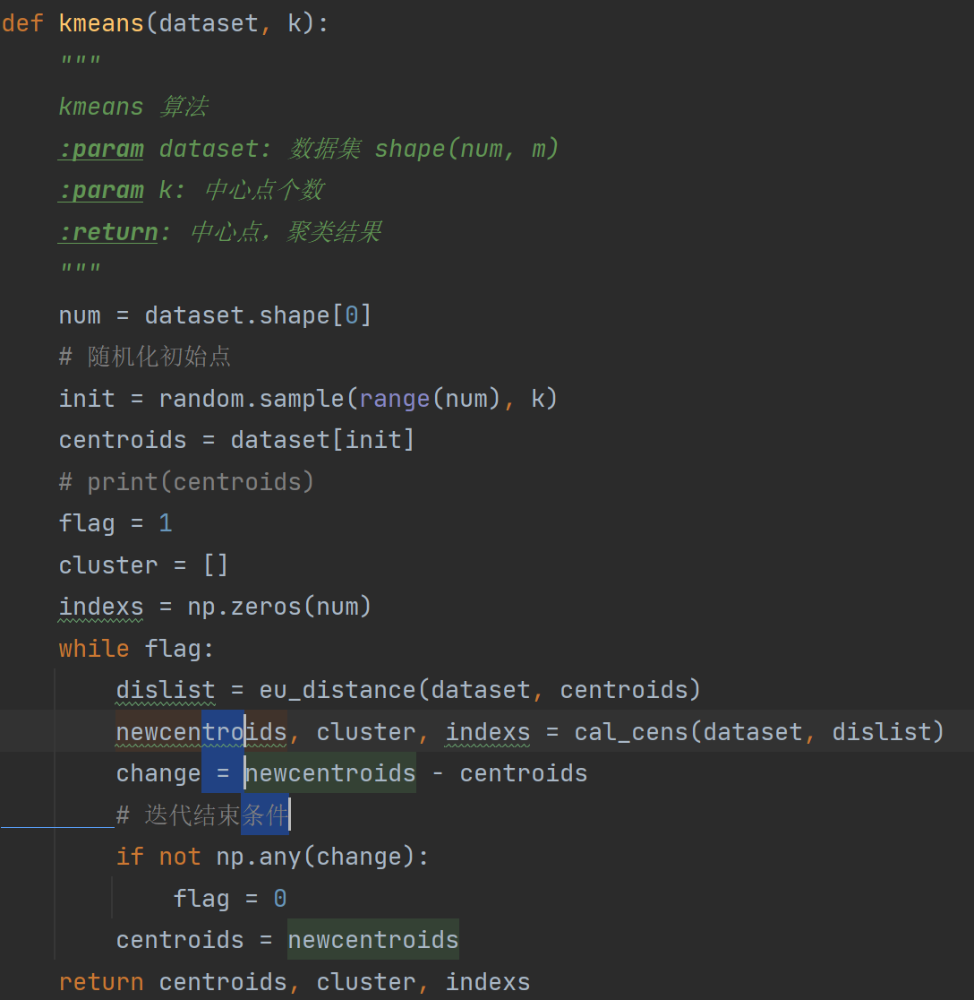 def kmeans(dataset, k):
    """
    kmeans 算法
    :param dataset: 数据集 shape(num, m)
    :param k: 中心点个数
    :return: 中心点，聚类结果
    """
    num = dataset.shape[0]
    # 随机化初始点
    init = random.sample(range(num), k)
    centroids = dataset[init]
    # print(centroids)
    flag = 1
    cluster = []
    indexs = np.zeros(num)
    while flag:
        dislist = eu_distance(dataset, centroids)
        newcentroids, cluster, indexs = cal_cens(dataset, dislist)
        change = newcentroids - centroids
        # 迭代结束条件
        if not np.any(change):
            flag = 0
        centroids = newcentroids
    return centroids, cluster, indexs